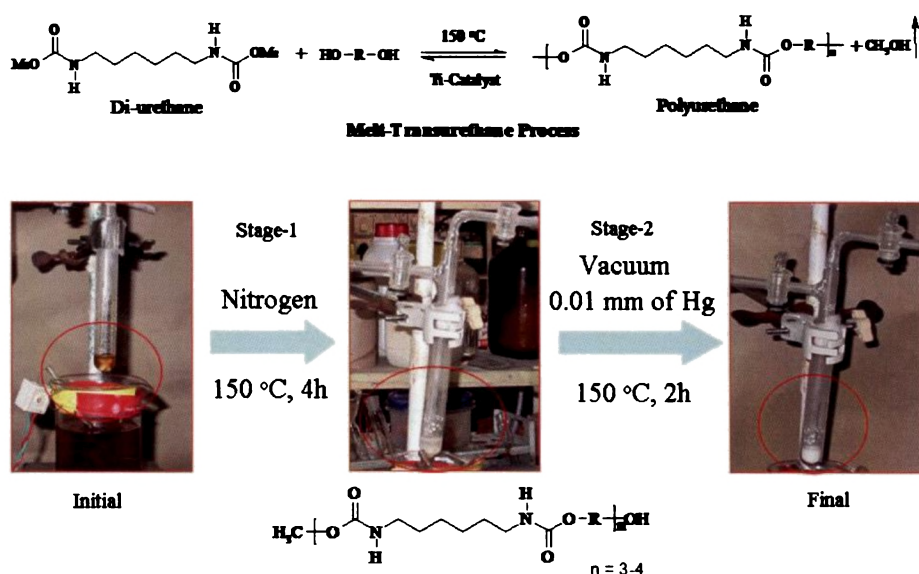 H
O
N
OMe
MeO
N
O
H
+ HO-R-OH
150 °C
Ti-Catalyst
O
H
N
O-R
n
+ CH₃OH
O
N
O
H
Di-urethane
Polyurethane
Melt-Transurethane Process
Stage-1
Nitrogen
150 °C, 4h
Stage-2
Vacuum
0.01 mm of Hg
150 °C, 2h
Initial
Final
O
H
N
O-R
n
OH
H₃C
O
N
H
O
n = 3-4